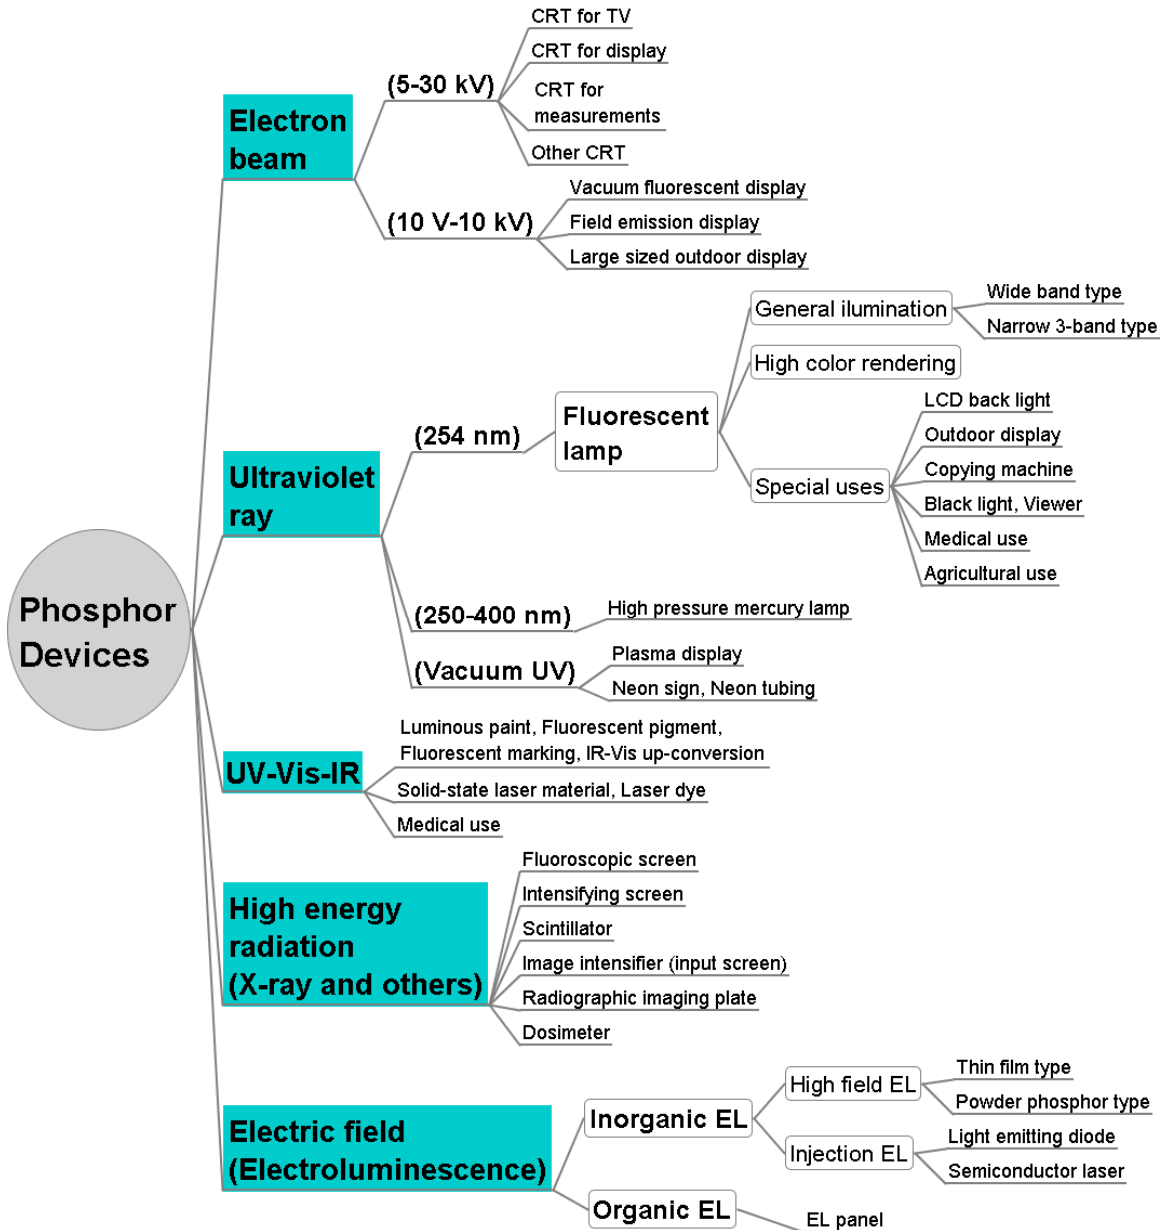 Phosphor
Devices
Electron
beam
(5-30 kV)
CRT for TV
CRT for display
CRT for
measurements
Other CRT
(10 V-10 kV)
Vacuum fluorescent display
Field emission display
Large sized outdoor display
Ultraviolet
ray
(254 nm)
Fluorescent
lamp
General ilumination
Wide band type
Narrow 3-band type
High color rendering
Special uses
LCD back light
Outdoor display
Copying machine
Black light, Viewer
Medical use
Agricultural use
(250-400 nm)
High pressure mercury lamp
(Vacuum UV)
Plasma display
Neon sign, Neon tubing
UV-Vis-IR
Luminous paint, Fluorescent pigment,
Fluorescent marking, IR-Vis up-conversion
Solid-state laser material, Laser dye
Medical use
High energy
radiation
(X-ray and others)
Fluoroscopic screen
Intensifying screen
Scintillator
Image intensifier (input screen)
Radiographic imaging plate
Dosimeter
Electric field
(Electroluminescence)
Inorganic EL
High field EL
Thin film type
Powder phosphor type
Injection EL
Light emitting diode
Semiconductor laser
Organic EL
EL panel